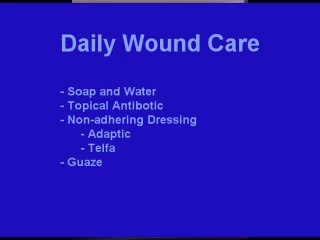 Daily Wound Care
- Soap and Water
- Topical Antibotic
- Non-adhering Dressing
- Adaptic
- Telfa
- Guaze